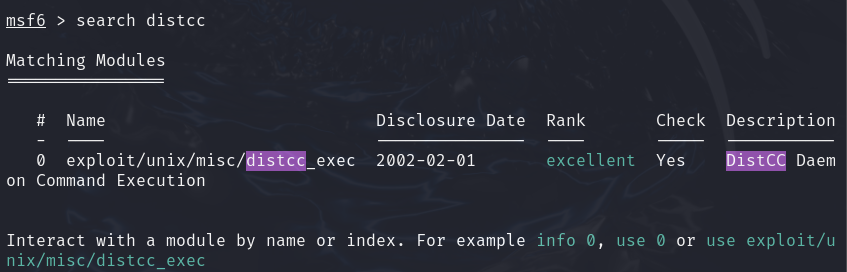 msf6 > search distcc
Matching Modules
================
# Name Disclosure Date Rank Check Description
- ---- --------------- ---- ----- -----------
0 exploit/unix/misc/distcc_exec 2002-02-01 excellent Yes DistCC Daem
on Command Execution
Interact with a module by name or index. For example info 0, use 0 or use exploit/u
nix/misc/distcc_exec